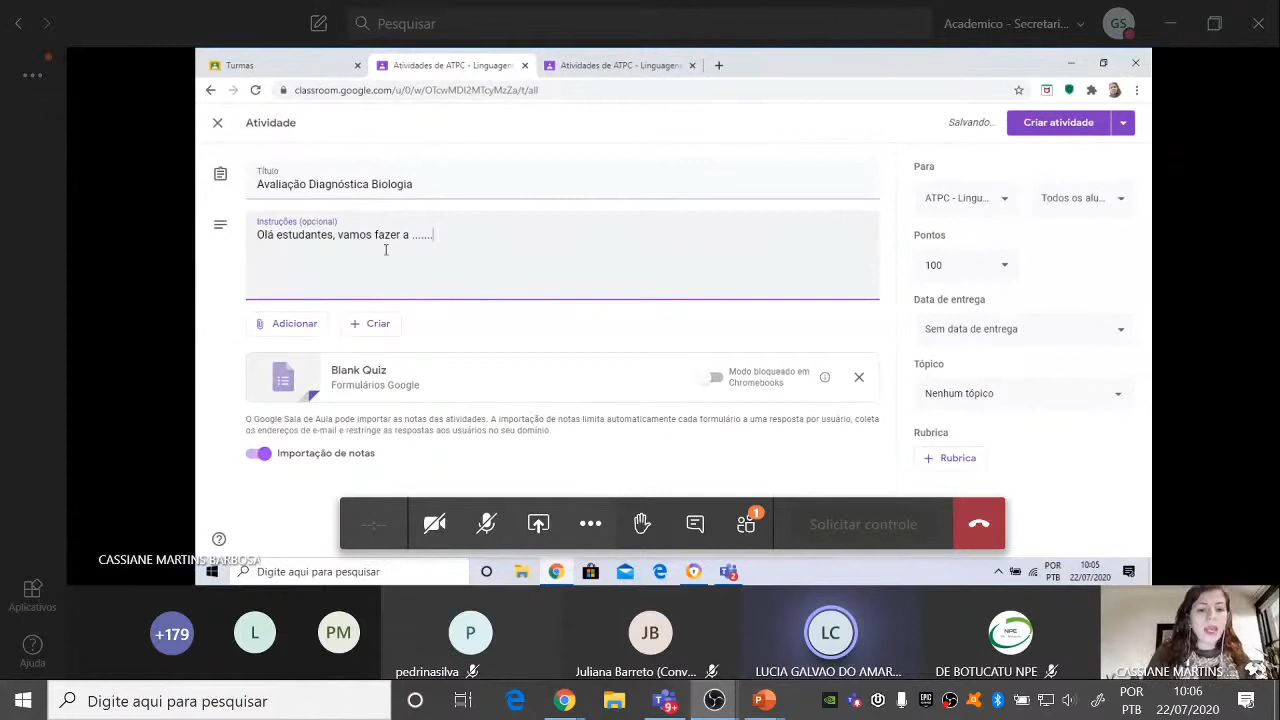 Pesquisar
Academico - Secretari...
GS
Turmas
Atividades de ATPC - Linguagen
Atividades de ATPC - Linguagen
classroom.google.com/u/0/w/OTcwMDI2MTcyMzZa/t/all
Atividade
Salvando...
Criar atividade
Título
Avaliação Diagnóstica Biologia
Instruções (opcional)
Olá estudantes, vamos fazer a .......
Adicionar
Criar
Blank Quiz
Formulários Google
Modo bloqueado em
Chromebooks
O Google Sala de Aula pode importar as notas das atividades. A importação de notas limita automaticamente cada formulário a uma resposta por usuário, coleta
os endereços de e-mail e restringe as respostas aos usuários no seu domínio.
Importação de notas
Para
ATPC - Lingu...
Todos os alu...
Pontos
100
Data de entrega
Sem data de entrega
Tópico
Nenhum tópico
Rubrica
Rubrica
--:--
1
Solicitar controle
CASSIANE MARTINS BARBOSA
Digite aqui para pesquisar
2
POR
PTB
10:05
22/07/2020
Aplicativos
Ajuda
+179
L
PM
P
pedrinasilva
JB
Juliana Barreto (Conv...
LC
LUCIA GALVAO DO AMAR...
NPE
DE BOTUCATU NPE
CASSIANE MARTINS ...
Digite aqui para pesquisar
9+
POR
PTB
10:06
22/07/2020